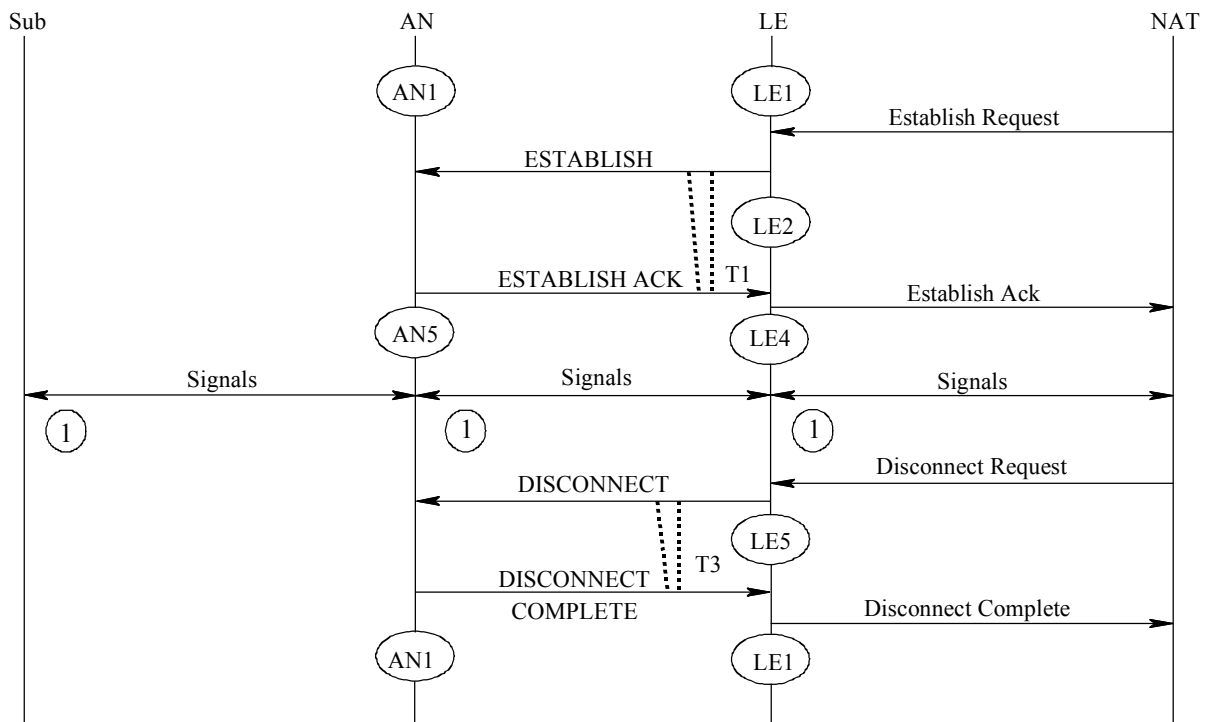 Sub
AN
LE
NAT
AN1
LE1
Establish Request
ESTABLISH
LE2
ESTABLISH ACK
T1
Establish Ack
AN5
LE4
Signals
Signals
Signals
1
1
1
Disconnect Request
DISCONNECT
LE5
T3
DISCONNECT
COMPLETE
Disconnect Complete
AN1
LE1